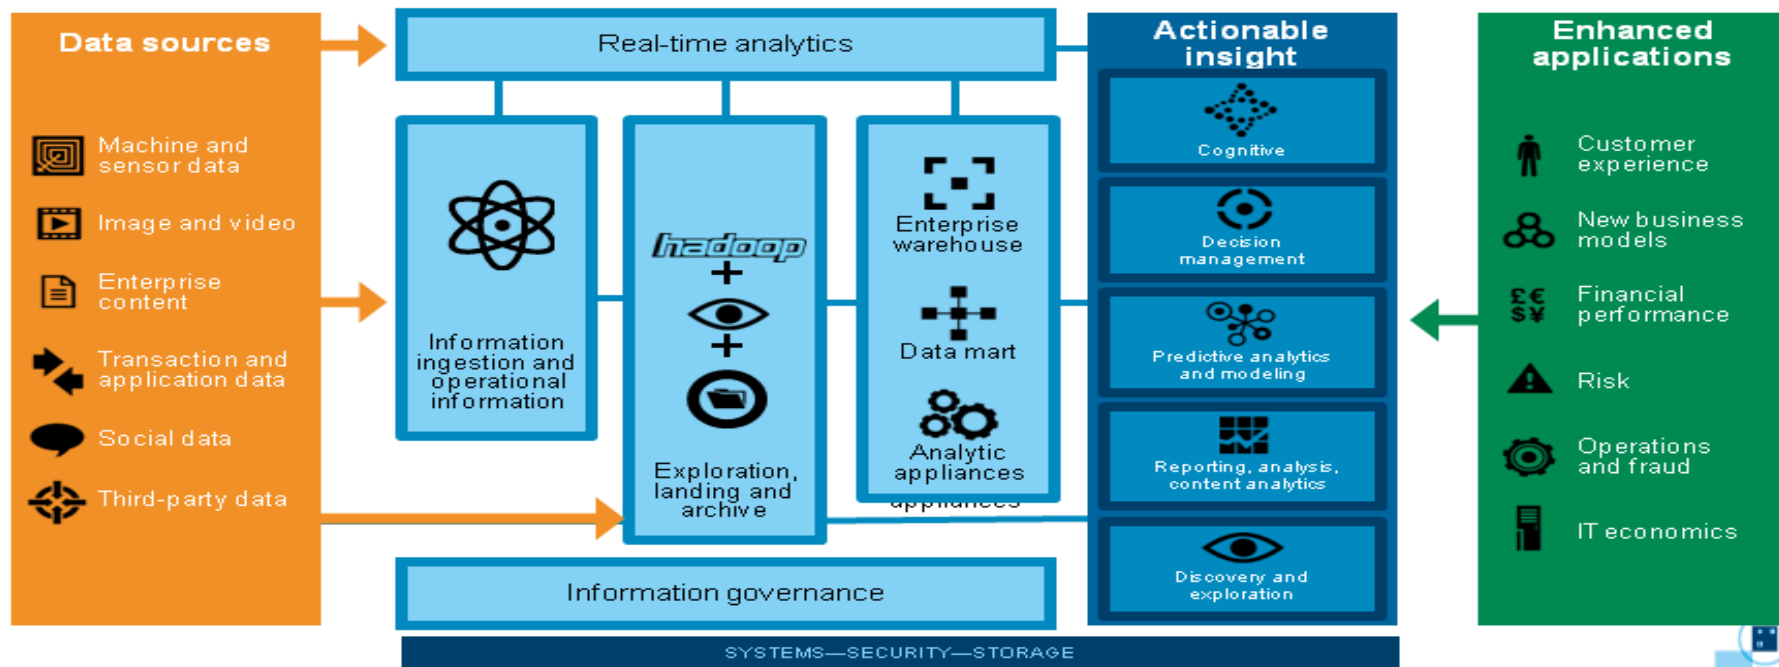 Data sources
Machine and
sensor data
Image and video
Enterprise
content
Transaction and
application data
Social data
Third-party data
Real-time analytics
Information
ingestion and
operational
information
hadoop
+
+
Exploration,
landing and
archive
Enterprise
warehouse
Data mart
Analytic
appliances
appliances
Information governance
Actionable
insight
Cognitive
Decision
management
Predictive analytics
and modeling
Reporting, analysis,
content analytics
Discovery and
exploration
Enhanced
applications
Customer
experience
New business
models
£€
$¥
Financial
performance
Risk
Operations
and fraud
IT economics
SYSTEMS—SECURITY—STORAGE